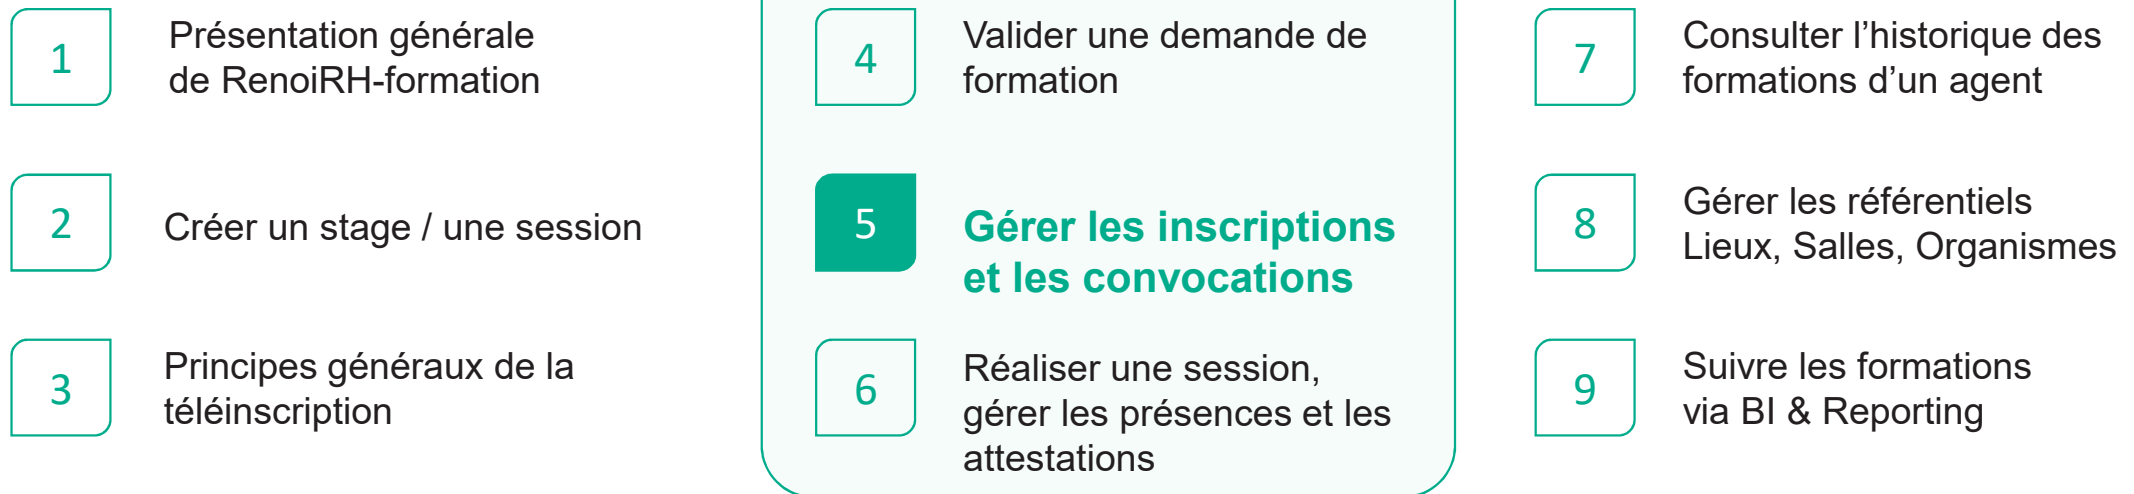 1
Présentation générale
de RenoiRH-formation
2
Créer un stage / une session
3
Principes généraux de la
téléinscription
4
Valider une demande de
formation
5
Gérer les inscriptions
et les convocations
6
Réaliser une session,
gérer les présences et les
attestations
7
Consulter l’historique des
formations d’un agent
8
Gérer les référentiels
Lieux, Salles, Organismes
9
Suivre les formations
via BI & Reporting